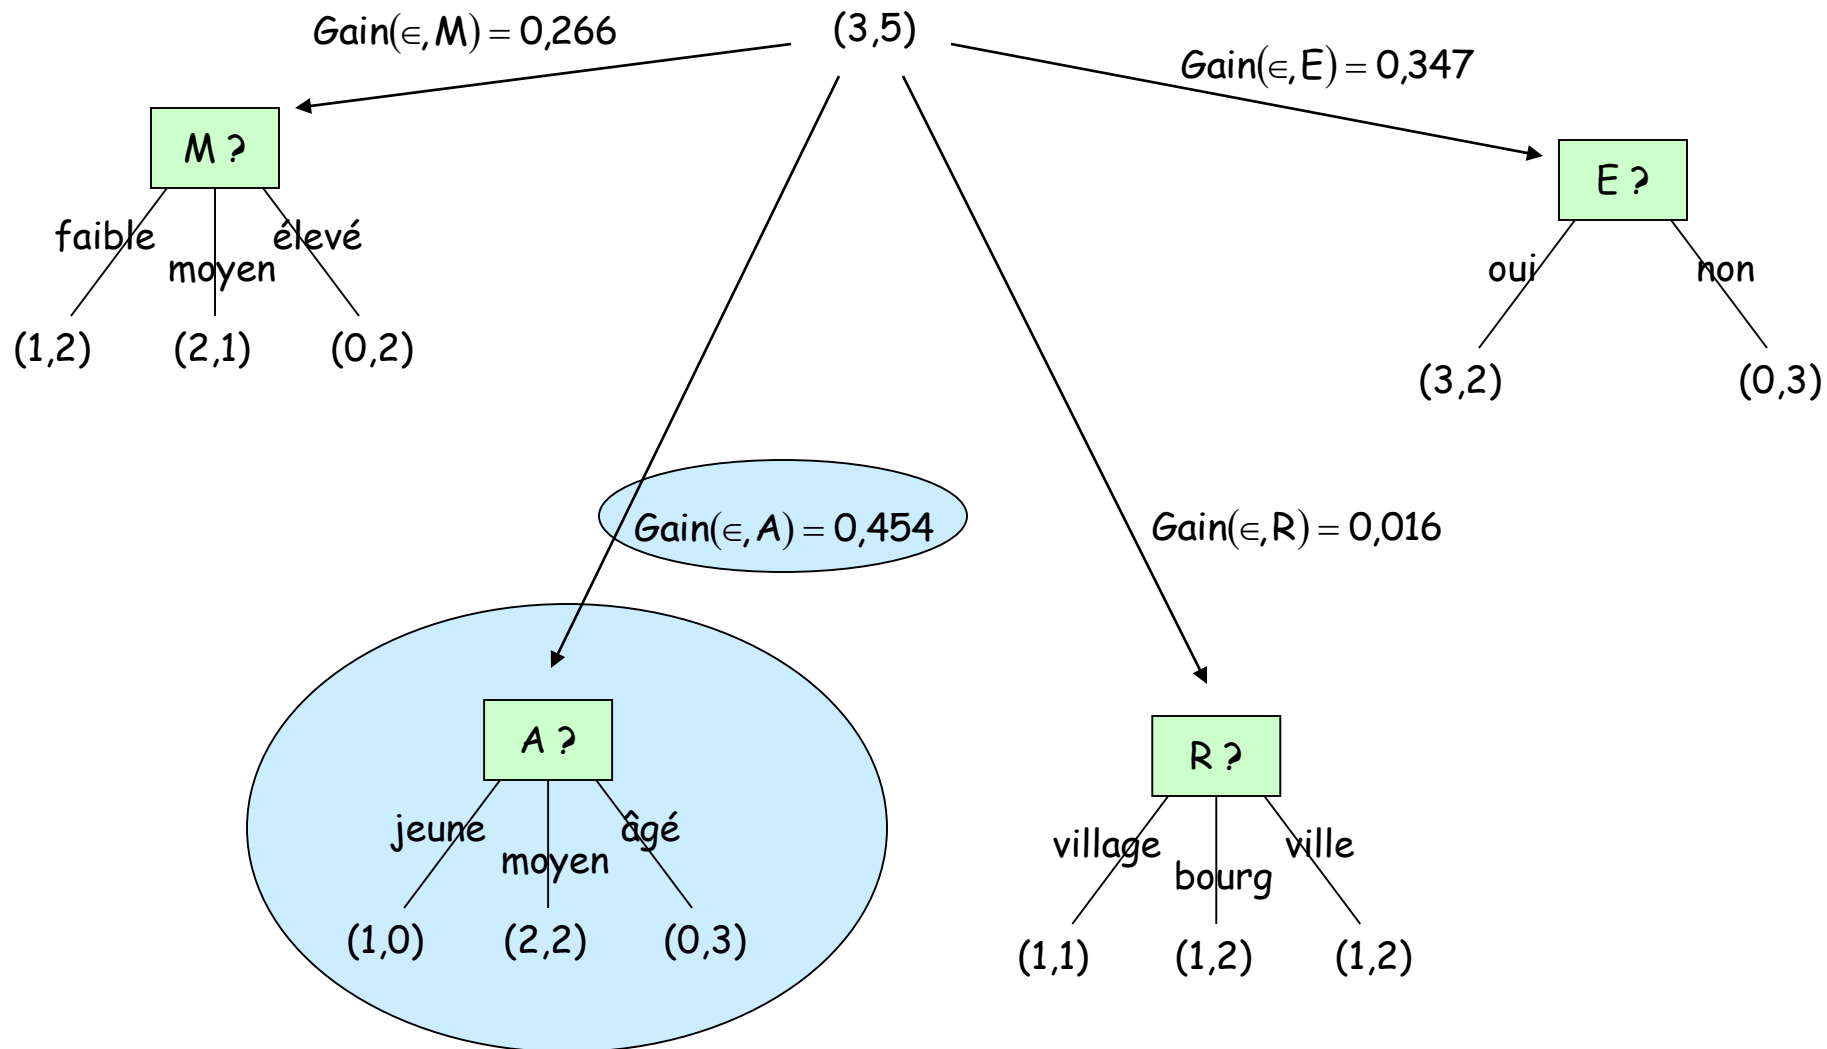 (3,5)
Gain(∈, M) = 0,266
Gain(∈, E) = 0,347
M ?
faible
moyen
élevé
(1,2)
(2,1)
(0,2)
E ?
oui
non
(3,2)
(0,3)
Gain(∈, A) = 0,454
Gain(∈, R) = 0,016
A ?
jeune
moyen
âgé
(1,0)
(2,2)
(0,3)
R ?
village
bourg
ville
(1,1)
(1,2)
(1,2)